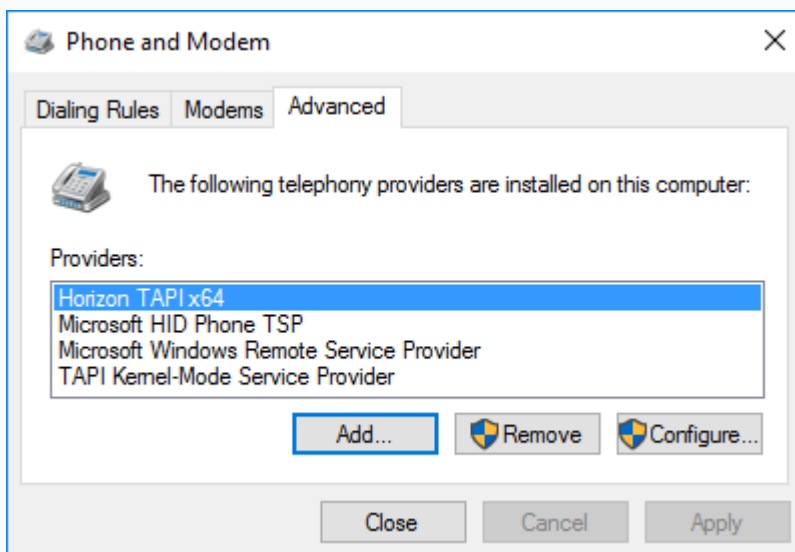 Phone and Modem
Dialing Rules Modems Advanced
The following telephony providers are installed on this computer:
Providers:
Horizon TAPI x64
Microsoft HID Phone TSP
Microsoft Windows Remote Service Provider
TAPI Kernel-Mode Service Provider
Add... Remove Configure...
Close Cancel Apply